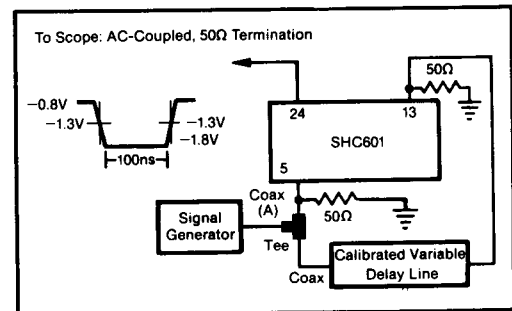 To Scope: AC-Coupled, 50Ω Termination
50Ω
−0.8V
−1.3V
−1.3V
−1.8V
100ns
24
13
SHC601
5
Coax
(A)
50Ω
Signal
Generator
Tee
Coax
Calibrated Variable
Delay Line